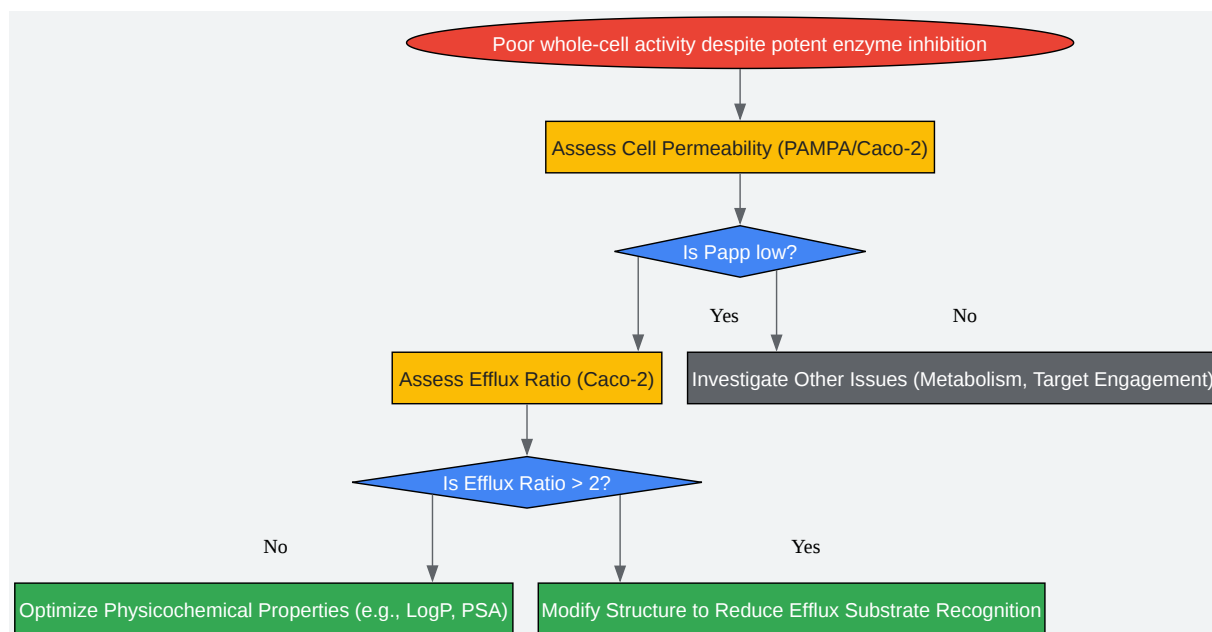 Poor whole-cell activity despite potent enzyme inhibition
Assess Cell Permeability (PAMPA/Caco-2)
Is Papp low?
Yes
No
Assess Efflux Ratio (Caco-2)
Investigate Other Issues (Metabolism, Target Engagement)
Is Efflux Ratio > 2?
No
Yes
Optimize Physicochemical Properties (e.g., LogP, PSA)
Modify Structure to Reduce Efflux Substrate Recognition